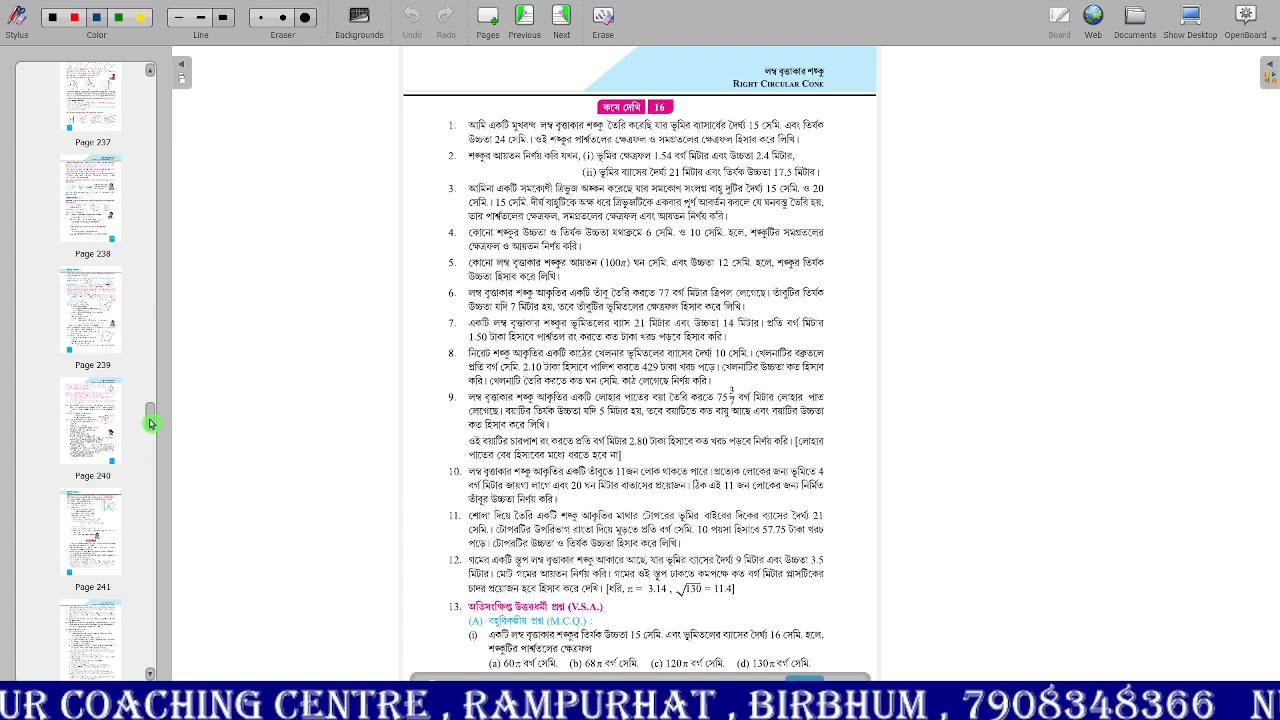 Stylus Color Line Eraser Backgrounds Undo Redo Pages Previous Next Erase Board Web Documents Show Desktop OpenBoard
লম্ব বৃত্তাকার শঙ্কু
RIGHT CIRCULAR CONE
কষে দেখি 16
1. আমি একটি মুখবন্ধ লম্ব বৃত্তাকার শঙ্কু তৈরি করেছি যার ভূমির ব্যাসার্ধের দৈর্ঘ্য 15 সেমি. এবং তির্যক
উচ্চতা 24 সেমি.। ওই শঙ্কুর পার্শ্বতলের ক্ষেত্রফল ও সমগ্রতলের ক্ষেত্রফল হিসাব করে লিখি।
2. শঙ্কুর আয়তন নির্ণয় করি যখন, (i) ভূমির ক্ষেত্রফল 1.54 বর্গ মিটার এবং উচ্চতা 2.4 মিটার,
(ii) ভূমির ব্যাসের দৈর্ঘ্য 21 মিটার এবং তির্যক উচ্চতা 17.5 মিটার।
3. আমিনা একটি সমকোণী ত্রিভুজ অঙ্কন করেছে যার সমকোণ সংলগ্ন বাহু দুটির দৈর্ঘ্য 15 সেমি. ও 20
সেমি.। 15 সেমি. দীর্ঘ বাহুটিকে অক্ষ ধরে ত্রিভুজটিকে একবার পূর্ণ আবর্তন করলে যে ঘনবস্তু তৈরি হয়,
তার পার্শ্বতলের ক্ষেত্রফল, সমগ্রতলের ক্ষেত্রফল এবং আয়তন নির্ণয় করি।
4. কোনো শঙ্কুর উচ্চতা ও তির্যক উচ্চতা যথাক্রমে 6 সেমি. ও 10 সেমি. হলে, শঙ্কুটির সমগ্রতলের
ক্ষেত্রফল ও আয়তন নির্ণয় করি।
5. কোনো লম্ব বৃত্তাকার শঙ্কুর আয়তন (100π) ঘন সেমি. এবং উচ্চতা 12 সেমি. হলে, শঙ্কুর তির্যক
উচ্চতা হিসাব করে লিখি।
6. লম্ব বৃত্তাকার শঙ্কু আকৃতির একটি তাঁবু তৈরি করতে 77 বর্গ মিটার ত্রিপল লেগেছে। তাঁবুটির তির্যক
উচ্চতা যদি 7 মিটার হয়, তবে তাঁবুটির ভূমিতলের ক্ষেত্রফল হিসাব করে লিখি।
7. একটি লম্ব বৃত্তাকার শঙ্কুর ভূমিতলের ব্যাস 21 মিটার এবং উচ্চতা 14 মিটার। প্রতি বর্গ মিটার
1.50 টাকা হিসাবে পার্শ্বতল রং করতে কত টাকা খরচ পড়বে হিসাব করি।
8. নিরেট শঙ্কু আকৃতির একটি কাঠের খেলনার ভূমিতলের ব্যাসের দৈর্ঘ্য 10 সেমি.। খেলনাটির বক্রতলে
প্রতি বর্গ সেমি. 2.10 টাকা হিসাবে পালিশ করতে 429 টাকা খরচ পড়ে। খেলনাটির উচ্চতা কত হিসাব
করি। খেলনাটি তৈরি করতে কত ঘন সেমি. কাঠ লেগেছে নির্ণয় করি।
9. লম্ব বৃত্তাকার শঙ্কু আকৃতির একটি লোহার পাতের বয়া তৈরি করতে 75 3/7 বর্গ মিটার লোহার পাত
লেগেছে। বয়াটির তির্যক উচ্চতা যদি 5 মিটার হয়, তবে বয়াটিতে কত বায়ু আছে এবং বয়াটির উচ্চতা
কত হিসাব করে লিখি।
ওই বয়াটির চারপাশ রং করতে প্রতি বর্গ মিটার 2.80 টাকা হিসাবে কত খরচ পড়বে নির্ণয় করি। [লোহার
পাতের বেধ হিসাবের মধ্যে ধরতে হবে না]
10. লম্ব বৃত্তাকার শঙ্কু আকৃতির একটি তাঁবুতে 11জন লোক থাকতে পারে। প্রত্যেক লোকের জন্য ভূমিতে 4
বর্গ মিটার জায়গা লাগে এবং 20 ঘন মিটার বাতাসের প্রয়োজন। ঠিক এই 11 জন লোকের জন্য নির্মিত
তাঁবুর উচ্চতা নির্ণয় করি।
11. শোলা দিয়ে তৈরি একটি শঙ্কু আকৃতির মাথার টোপরের ভূমির বাইরের দিকের ব্যাসের দৈর্ঘ্য 21
সেমি.। টোপরটির উপরিভাগ রাংতা দিয়ে মুড়তে প্রতি বর্গ সেমি. 10 পয়সা হিসাবে 57.75 টাকা খরচ
পড়ে। টোপরটির উচ্চতা ও তির্যক উচ্চতা হিসাব করে লিখি।
12. গমের একটি স্তূপ লম্ব বৃত্তাকার শঙ্কু আকারে আছে, যার ভূমির ব্যাসের দৈর্ঘ্য 9 মিটার এবং উচ্চতা 3.5
মিটার। মোট গমের আয়তন নির্ণয় করি। গমের ওই স্তূপ ঢাকতে কমপক্ষে কত বর্গ মিটার প্লাসটিকের
চাদর প্রয়োজন হবে হিসাব করে দেখি। [ধরি, π = 3.14 , √130 = 11.4]
13. অতিসংক্ষিপ্ত উত্তরধর্মী প্রশ্ন (V.S.A.)
(A) বহুবিকল্পীয় প্রশ্ন (M.C.Q.) :
(i) একটি লম্ব বৃত্তাকার শঙ্কুর তির্যক উচ্চতা 15 সেমি. এবং ভূমিতলের ব্যাসের দৈর্ঘ্য 16 সেমি. হলে,
শঙ্কুটির পার্শ্বতলের ক্ষেত্রফল
(a) 60π বর্গ সেমি. (b) 68π বর্গ সেমি. (c) 120π বর্গ সেমি. (d) 130π বর্গ সেমি.
Page 237
Page 238
Page 239
Page 240
Page 241
UR COACHING CENTRE , RAMPURHAT , BIRBHUM , 7908348366